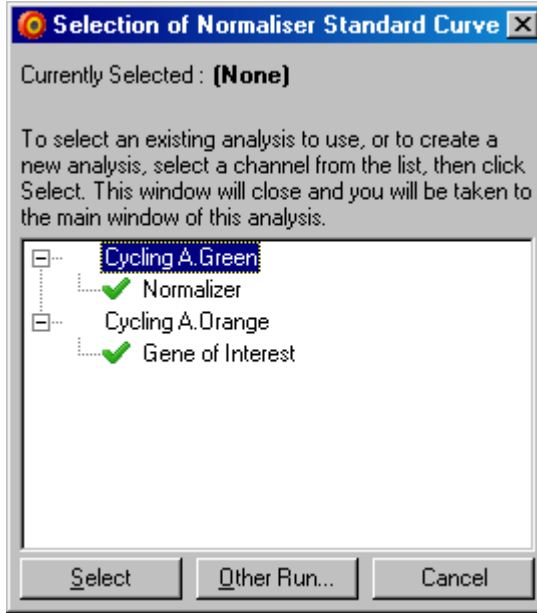 Selection of Normaliser Standard Curve
Currently Selected : (None)
To select an existing analysis to use, or to create a
new analysis, select a channel from the list, then click
Select. This window will close and you will be taken to
the main window of this analysis.
Cycling A.Green
Normalizer
Cycling A.Orange
Gene of Interest
Select Other Run... Cancel